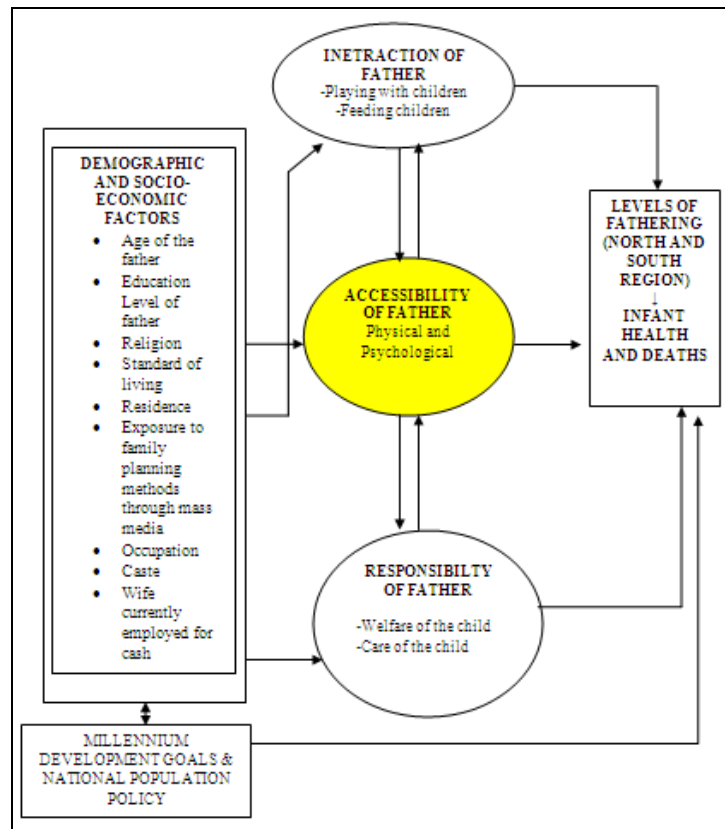 INETRACTION OF
FATHER
-Playing with children
-Feeding children
DEMOGRAPHIC
AND SOCIO-
ECONOMIC
FACTORS
• Age of the
father
• Education
Level of
father
• Religion
• Standard of
living
• Residence
• Exposure to
family
planning
methods
through mass
media
• Occupation
• Caste
• Wife
currently
employed for
cash
ACCESSIBILITY
OF FATHER
Physical and
Psychological
LEVELS OF
FATHERING
(NORTH AND
SOUTH
REGION)
↓
INFANT
HEALTH
AND DEATHS
RESPONSIBILTY
OF FATHER
-Welfare of the child
-Care of the child
MILLENNIUM
DEVELOPMENT GOALS &
NATIONAL POPULATION
POLICY